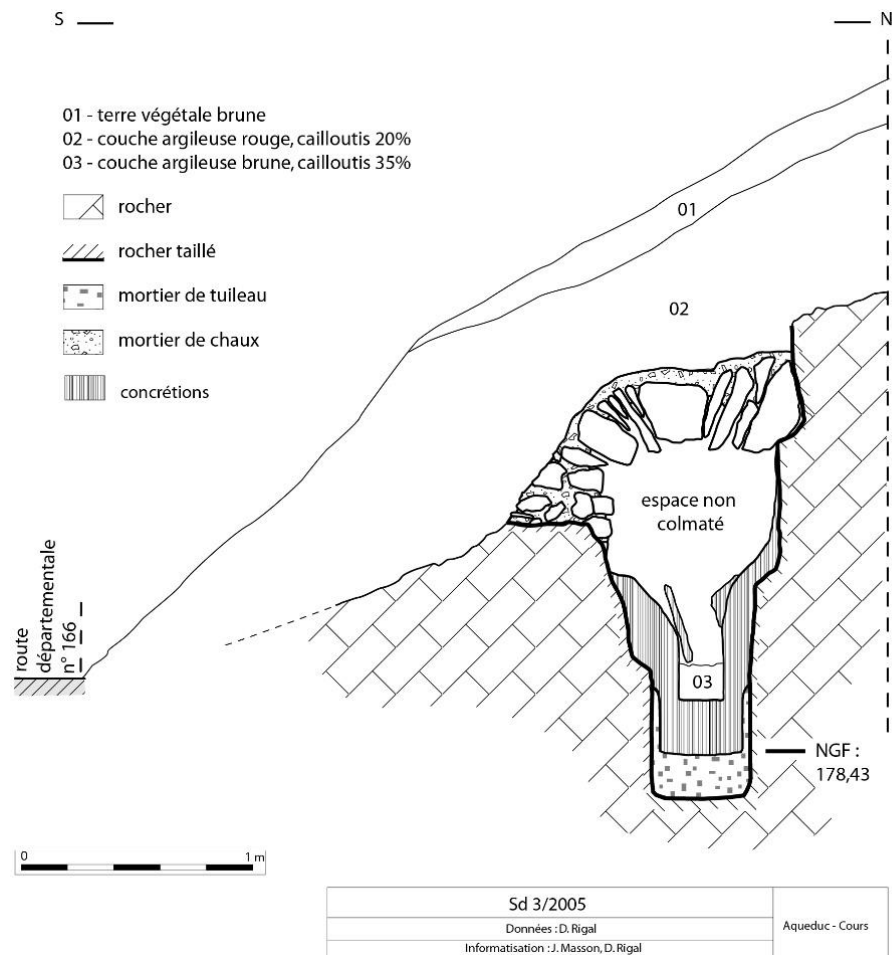 S
N
01 - terre végétale brune
02 - couche argileuse rouge, cailloutis 20%
03 - couche argileuse brune, cailloutis 35%
rocher
rocher taillé
mortier de tuileau
mortier de chaux
concrétions
01
02
espace non
colmaté
03
route
départementale
n° 166
NGF :
178,43
0
1 m
Sd 3/2005
Données : D. Rigal
Informatisation : J. Masson, D. Rigal
Aqueduc - Cours